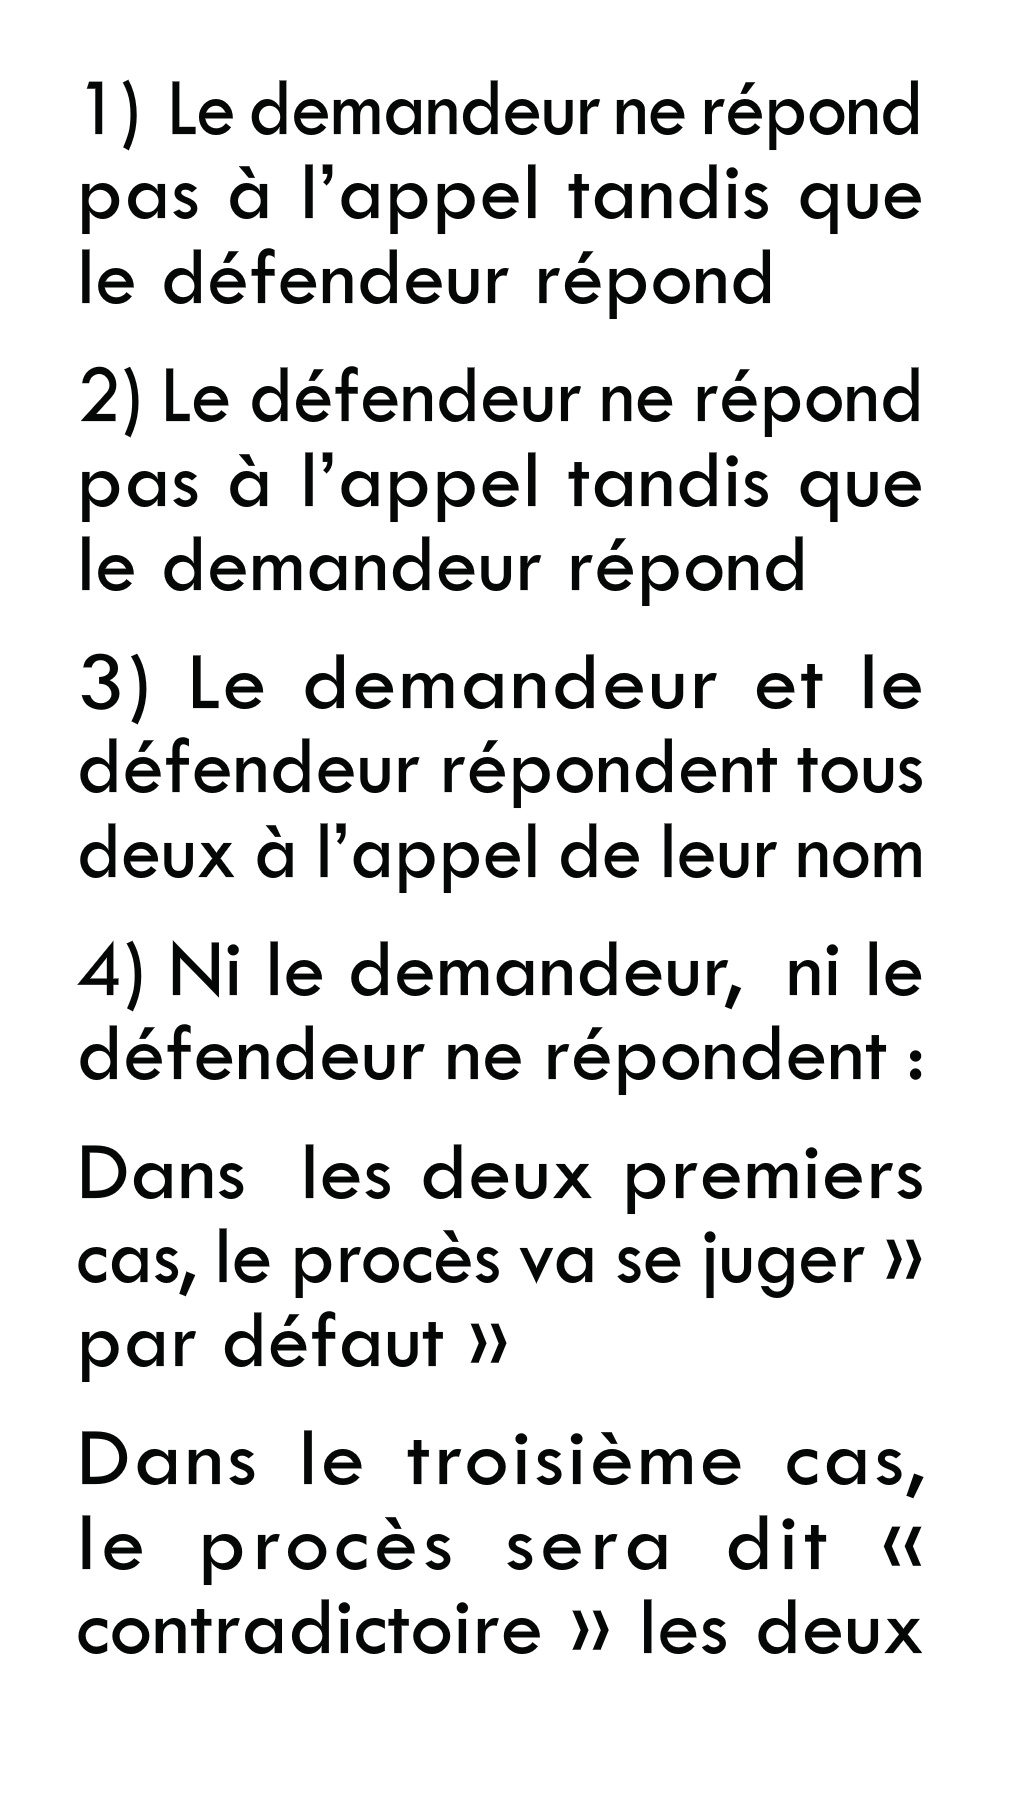 1) Le demandeur ne répond
pas à l’appel tandis que
le défendeur répond
2) Le défendeur ne répond
pas à l’appel tandis que
le demandeur répond
3) Le demandeur et le
défendeur répondent tous
deux à l’appel de leur nom
4) Ni le demandeur, ni le
défendeur ne répondent :
Dans les deux premiers
cas, le procès va se juger »
par défaut »
Dans le troisième cas,
le procès sera dit «
contradictoire » les deux